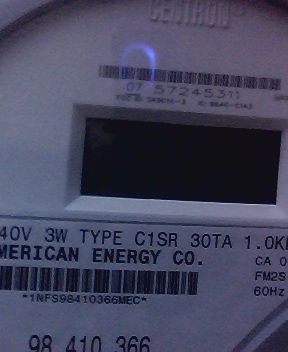 CENTRON®
07 57245311
40V 3W TYPE C1SR 30TA 1.0K
MERICAN ENERGY CO.
CA 0
FM2S
*1NFS98410366MEC*
60Hz
98 410 366